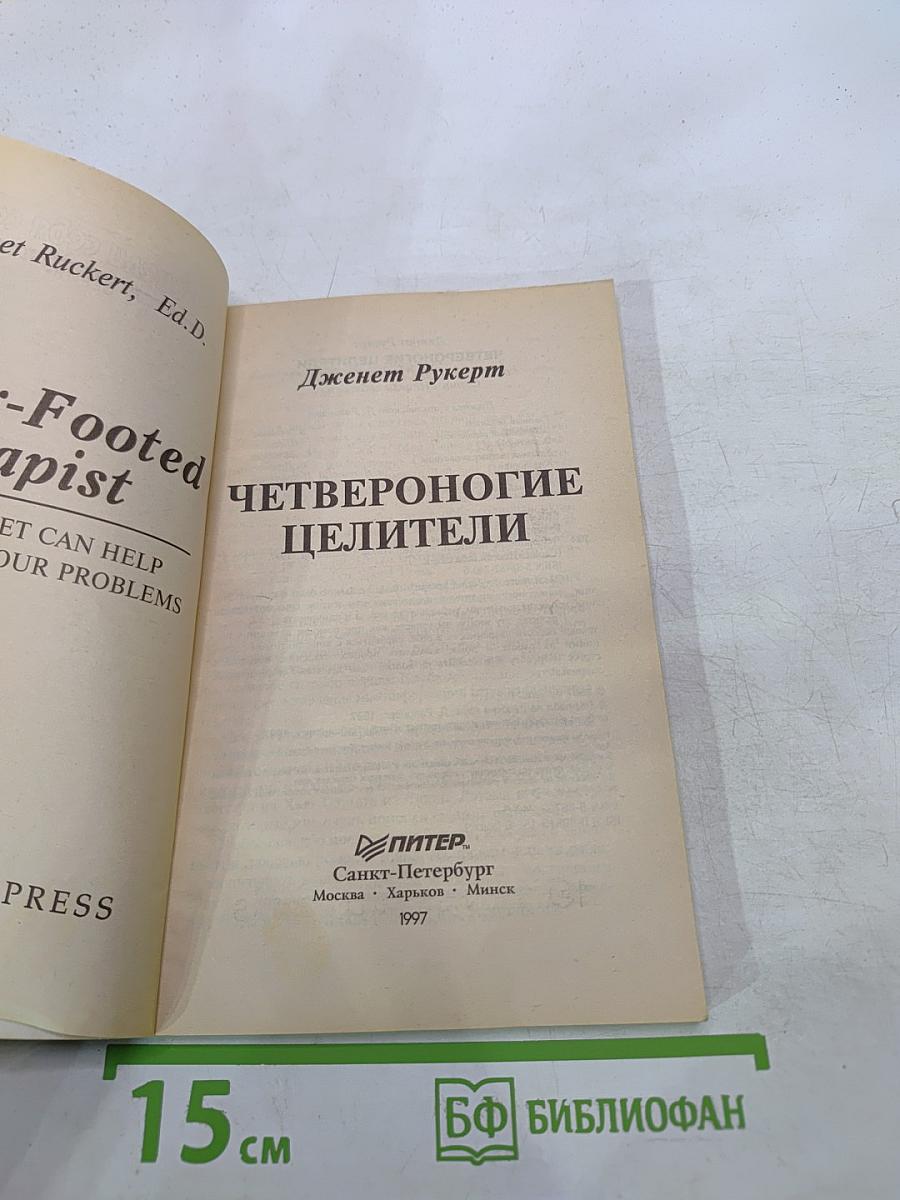 et Ruckert, Ed.D.
r-Footed
apist
ET CAN HELP
OUR PROBLEMS
PRESS
Дженет Рукерт
ЧЕТВЕРОНОГИЕ
ЦЕЛИТЕЛИ
ПИТЕР™
Санкт-Петербург
Москва · Харьков · Минск
1997
15 см
БФ БИБЛИОФАН